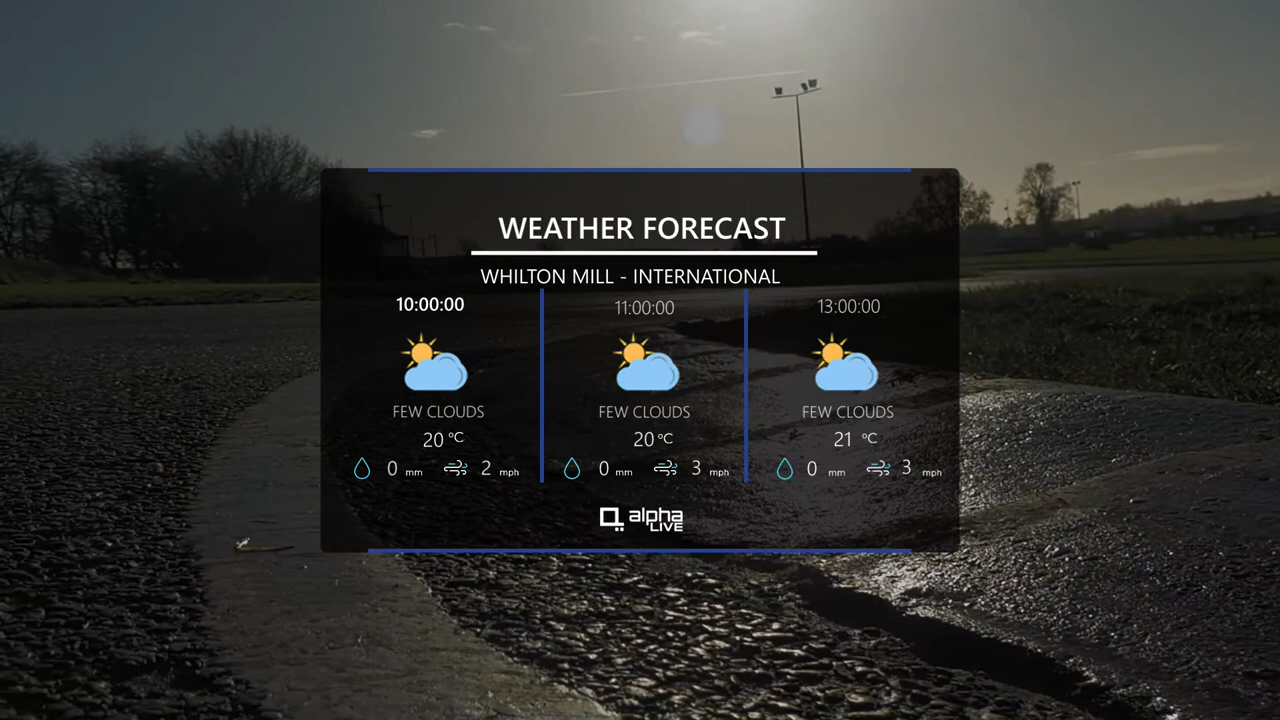 WEATHER FORECAST
WHILTON MILL - INTERNATIONAL
10:00:00 11:00:00 13:00:00
FEW CLOUDS FEW CLOUDS FEW CLOUDS
20 °C 20 °C 21 °C
0 mm 2 mph 0 mm 3 mph 0 mm 3 mph
alpha
LIVE